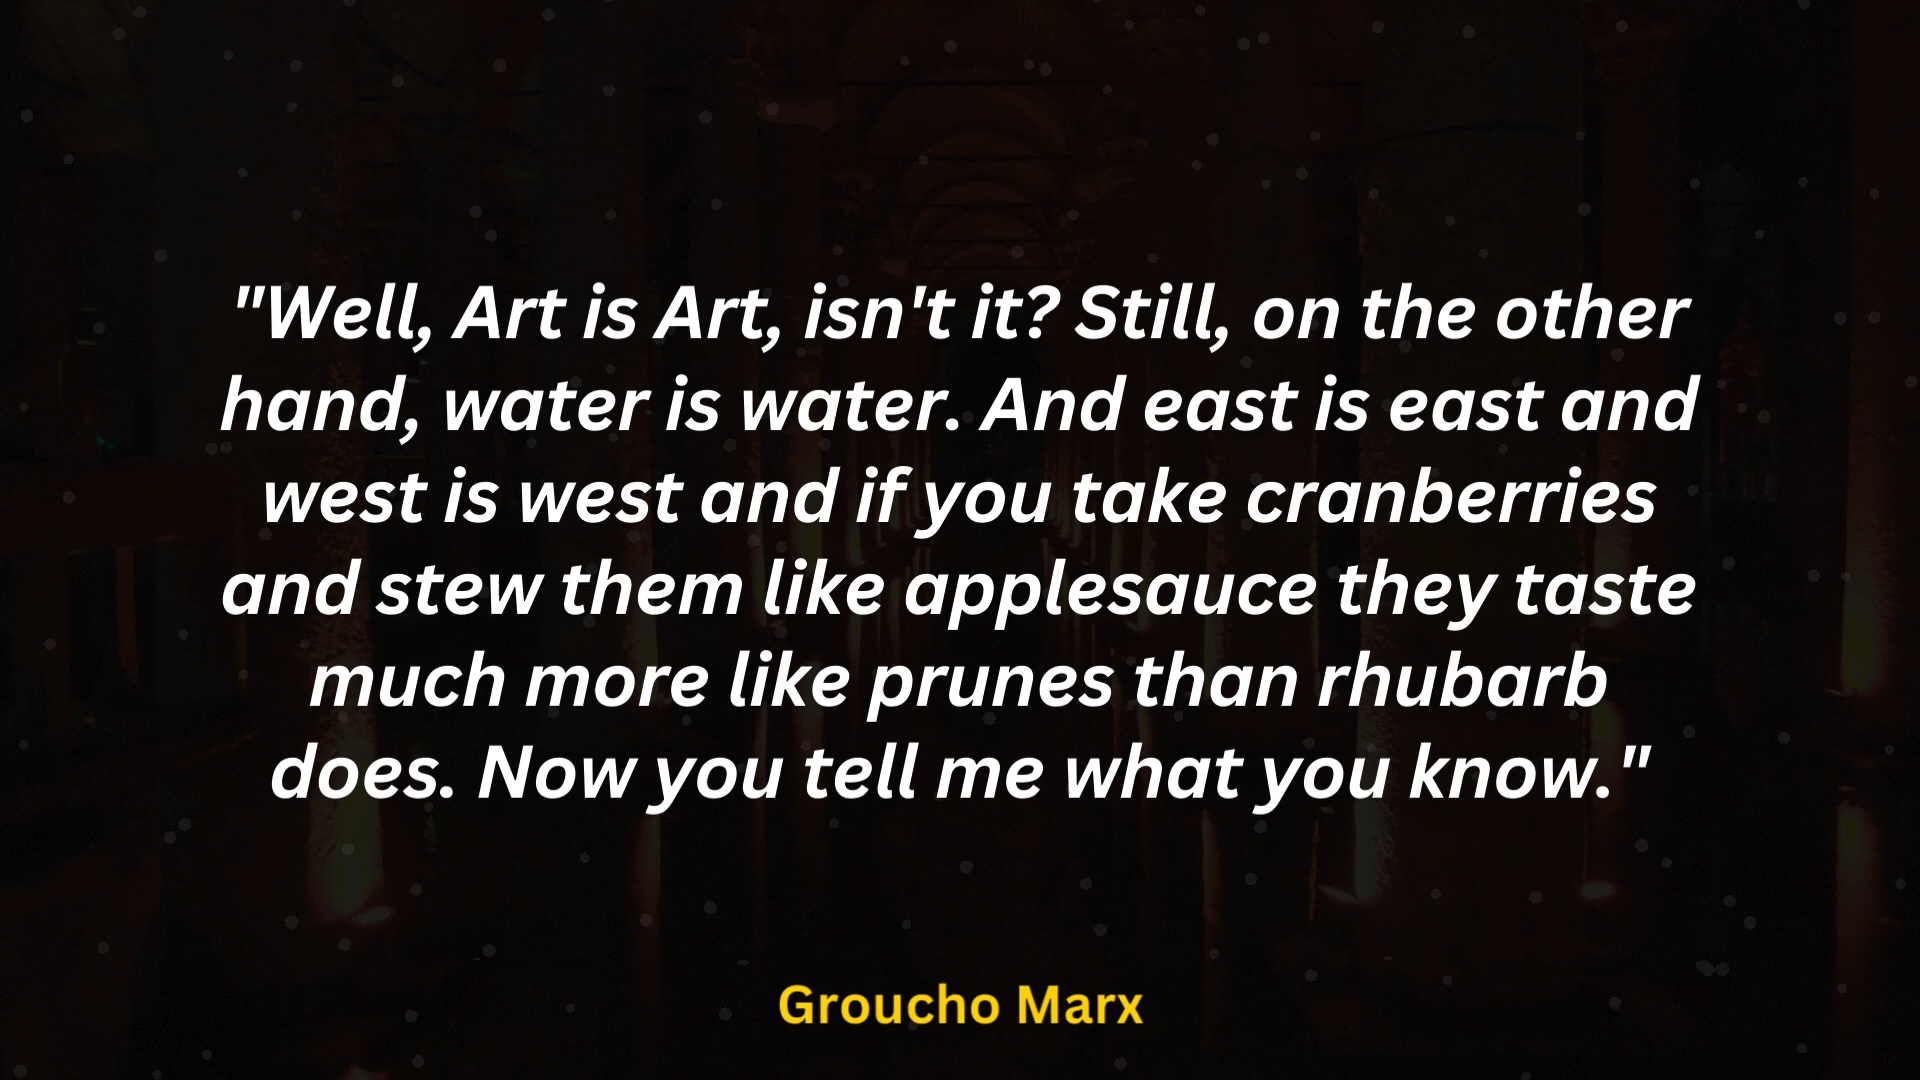 "Well, Art is Art, isn't it? Still, on the other
hand, water is water. And east is east and
west is west and if you take cranberries
and stew them like applesauce they taste
much more like prunes than rhubarb
does. Now you tell me what you know."
Groucho Marx